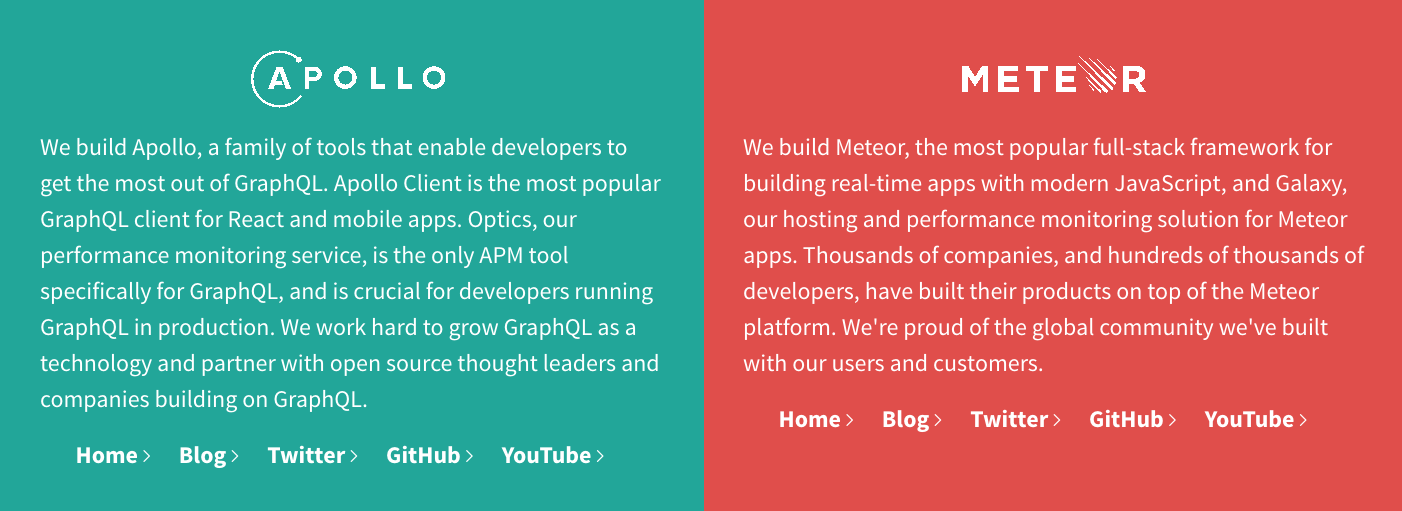 APOLLO
We build Apollo, a family of tools that enable developers to
get the most out of GraphQL. Apollo Client is the most popular
GraphQL client for React and mobile apps. Optics, our
performance monitoring service, is the only APM tool
specifically for GraphQL, and is crucial for developers running
GraphQL in production. We work hard to grow GraphQL as a
technology and partner with open source thought leaders and
companies building on GraphQL.
Home › Blog › Twitter › GitHub › YouTube ›
METEOR
We build Meteor, the most popular full-stack framework for
building real-time apps with modern JavaScript, and Galaxy,
our hosting and performance monitoring solution for Meteor
apps. Thousands of companies, and hundreds of thousands of
developers, have built their products on top of the Meteor
platform. We're proud of the global community we've built
with our users and customers.
Home › Blog › Twitter › GitHub › YouTube ›